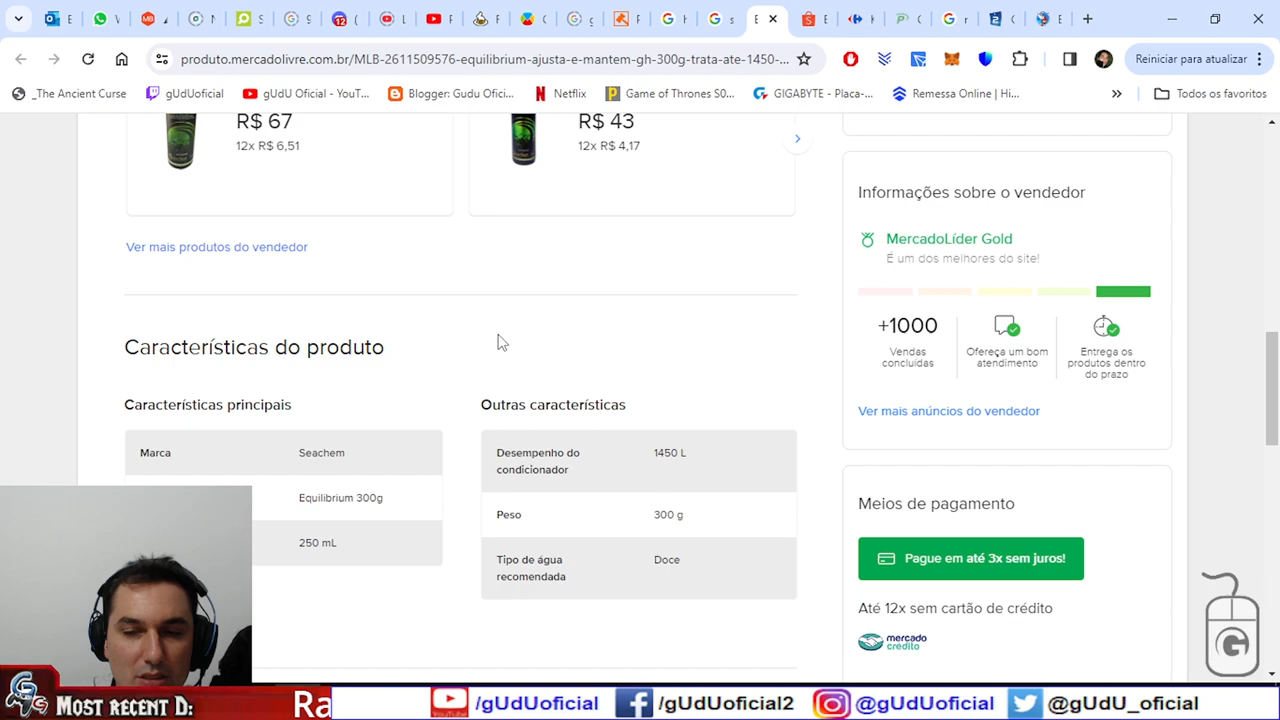 produto.mercadolivre.com.br/MLB-2611509576-equilibrium-ajusta-e-mantem-gh-300g-trata-ate-1450-...
Reiniciar para atualizar
_The Ancient Curse
gUdUoficial
gUdU Oficial - YouT...
Blogger: Gudu Oficia...
Netflix
Game of Thrones S0...
GIGABYTE - Placa-...
Remessa Online | Hi...
»
Todos os favoritos
R$ 67
12x R$ 6,51
R$ 43
12x R$ 4,17
Ver mais produtos do vendedor
Características do produto
Características principais
Marca
Seachem
Equilibrium 300g
250 mL
Outras características
Desempenho do
condicionador
1450 L
Peso
300 g
Tipo de água
recomendada
Doce
Informações sobre o vendedor
MercadoLíder Gold
É um dos melhores do site!
+1000
Vendas
concluídas
Ofereça um bom
atendimento
Entrega os
produtos dentro
do prazo
Ver mais anúncios do vendedor
Meios de pagamento
Pague em até 3x sem juros!
Até 12x sem cartão de crédito
mercado
crédito
G
Most recent D:
Ra
/gUdUoficial
/gUdUoficial2
@gUdUoficial
@gUdU_oficial